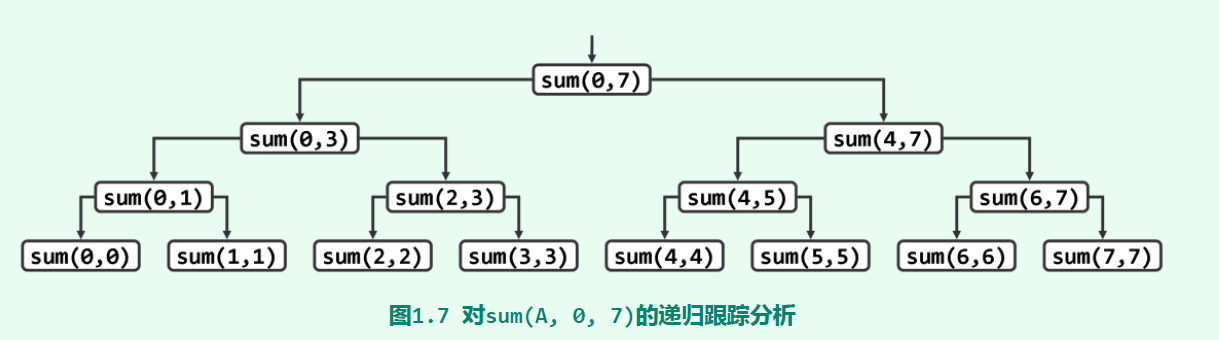 sum(0,7)
sum(0,3) sum(4,7)
sum(0,1) sum(2,3) sum(4,5) sum(6,7)
sum(0,0) sum(1,1) sum(2,2) sum(3,3) sum(4,4) sum(5,5) sum(6,6) sum(7,7)
图1.7 对sum(A, 0, 7)的递归跟踪分析